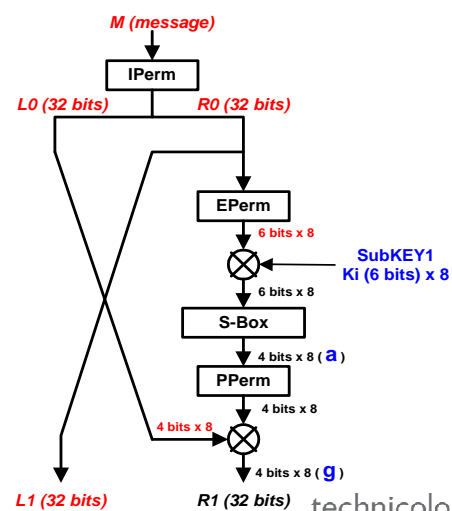 M (message)
IPerm
L0 (32 bits)
R0 (32 bits)
EPerm
6 bits x 8
SubKEY1
Ki (6 bits) x 8
6 bits x 8
S-Box
4 bits x 8 ( a )
PPerm
4 bits x 8
4 bits x 8
4 bits x 8 ( g )
L1 (32 bits)
R1 (32 bits)
technicolo